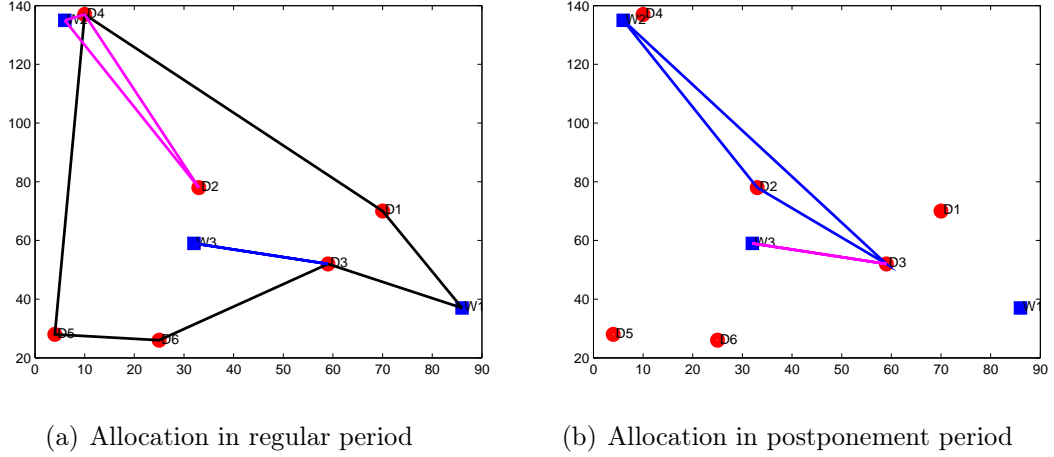 140
120
100
80
60
40
20
0 10 20 30 40 50 60 70 80 90
W2
D4
D2
D1
W3
D3
W1
D5
D6
(a) Allocation in regular period
140
120
100
80
60
40
20
0 10 20 30 40 50 60 70 80 90
W2
D4
D2
D1
W3
D3
W1
D5
D6
(b) Allocation in postponement period